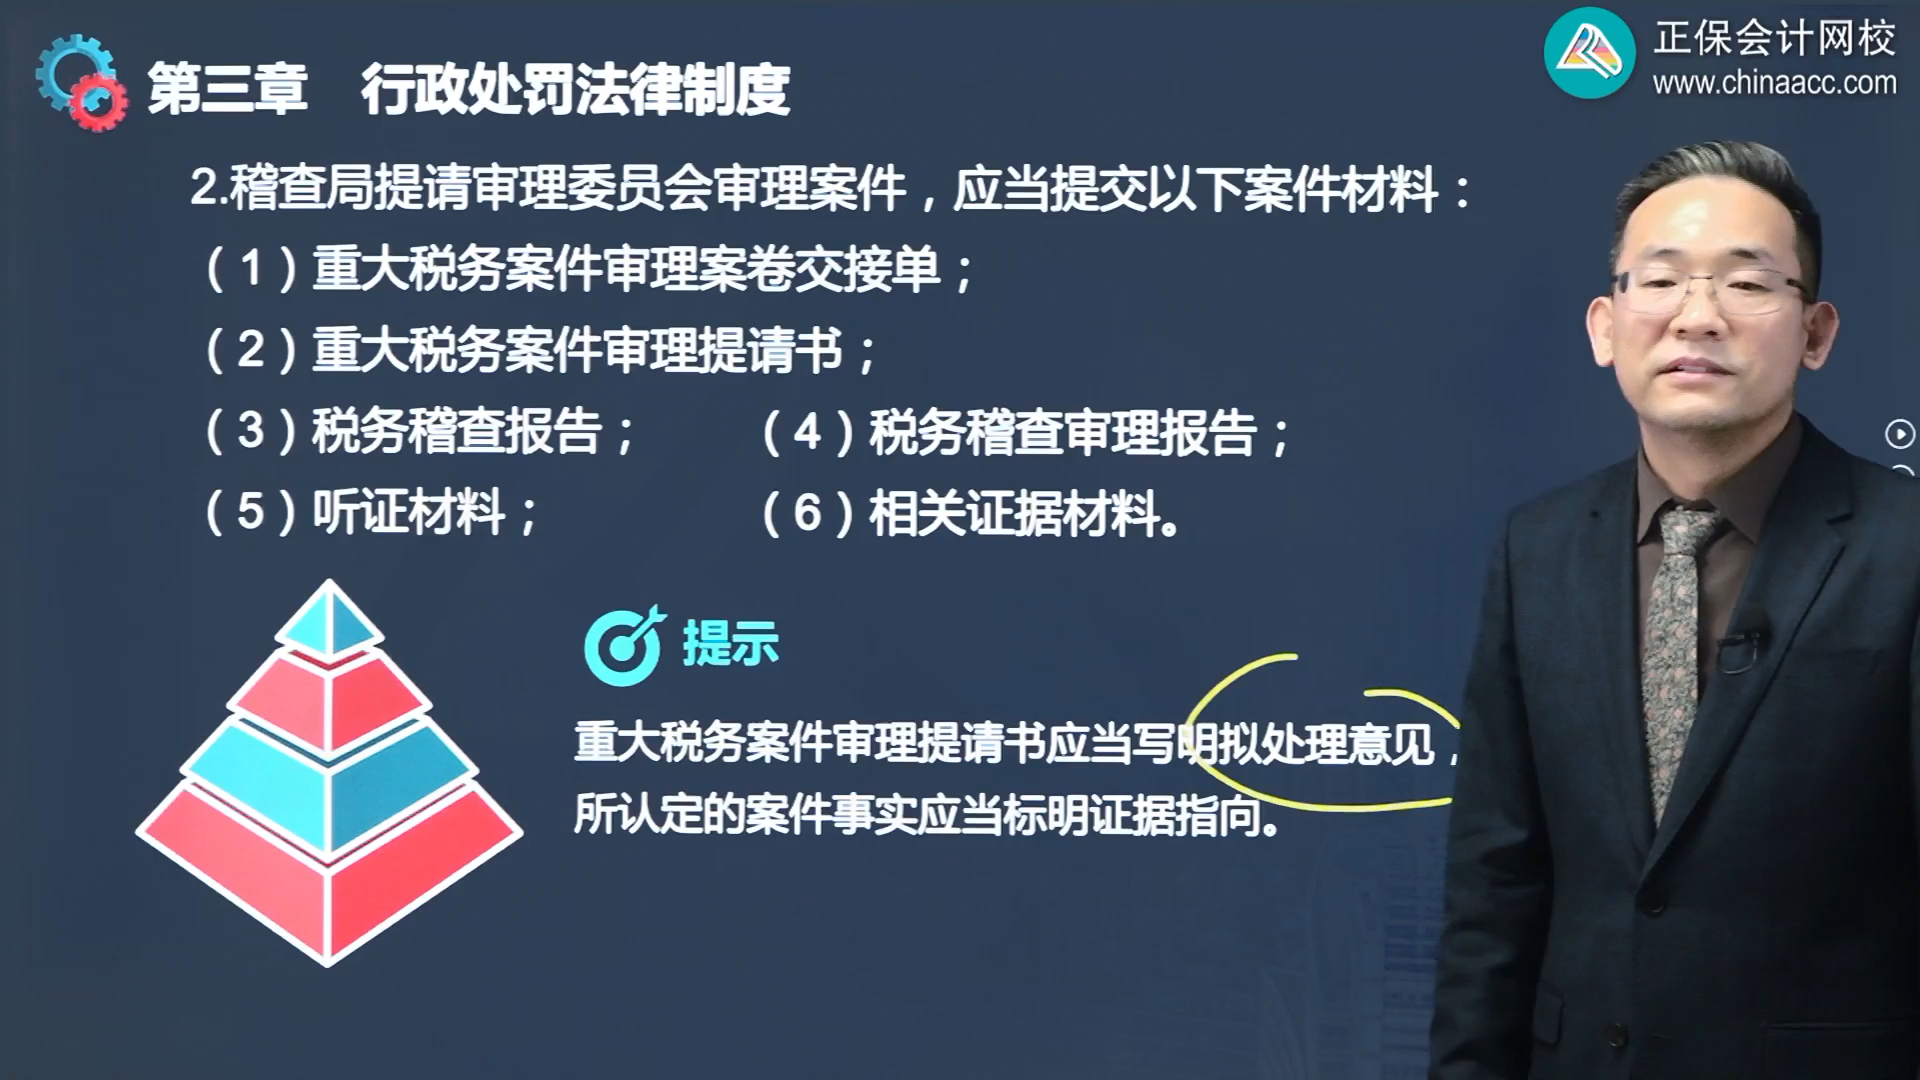 正保会计网校
www.chinaacc.com
第三章 行政处罚法律制度
2.稽查局提请审理委员会审理案件，应当提交以下案件材料：
（1）重大税务案件审理案卷交接单；
（2）重大税务案件审理提请书；
（3）税务稽查报告； （4）税务稽查审理报告；
（5）听证材料； （6）相关证据材料。
提示
重大税务案件审理提请书应当写明拟处理意见，
所认定的案件事实应当标明证据指向。